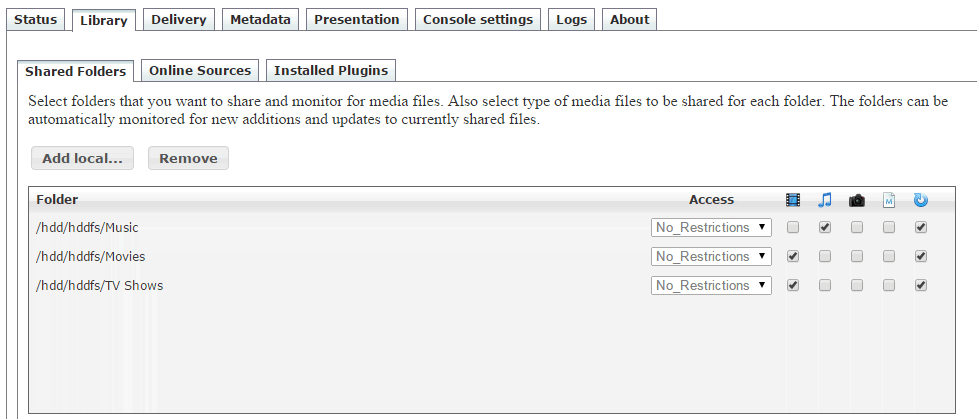 Status Library Delivery Metadata Presentation Console settings Logs About
Shared Folders Online Sources Installed Plugins
Select folders that you want to share and monitor for media files. Also select type of media files to be shared for each folder. The folders can be
automatically monitored for new additions and updates to currently shared files.
Add local... Remove
Folder Access M
/hdd/hddfs/Music No_Restrictions
/hdd/hddfs/Movies No_Restrictions
/hdd/hddfs/TV Shows No_Restrictions